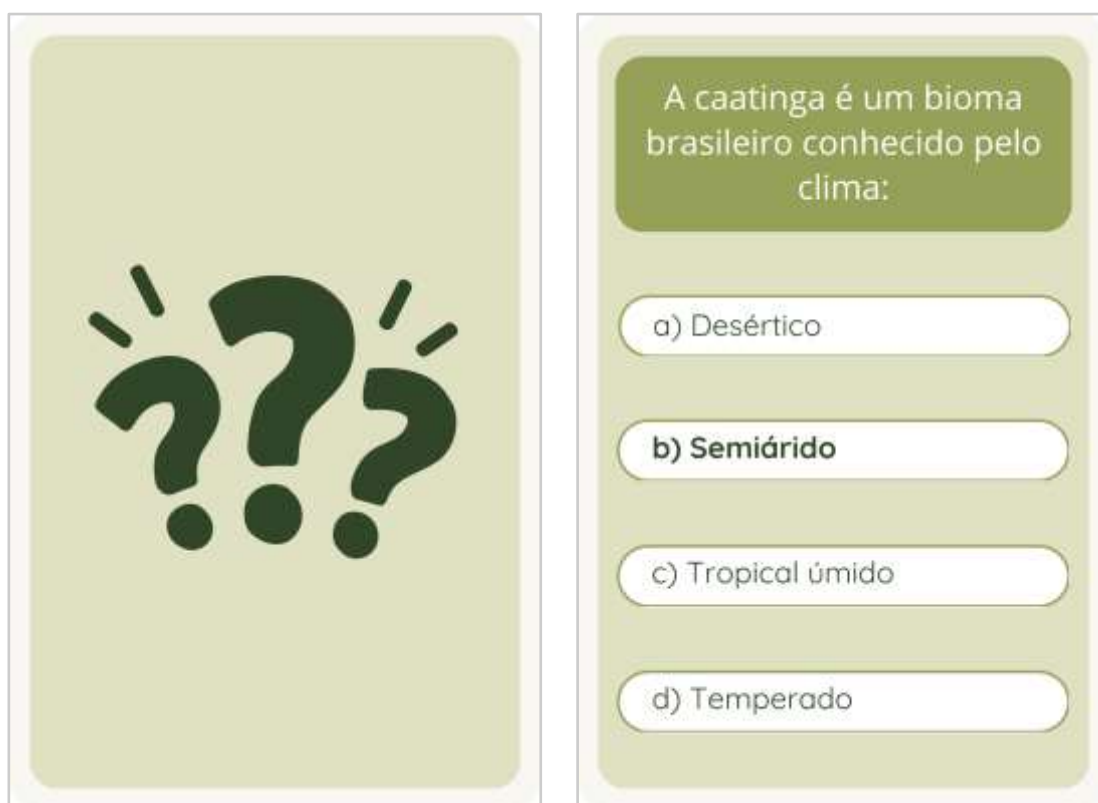 A caatinga é um bioma
brasileiro conhecido pelo
clima:
a) Desértico
b) Semiárido
c) Tropical úmido
d) Temperado